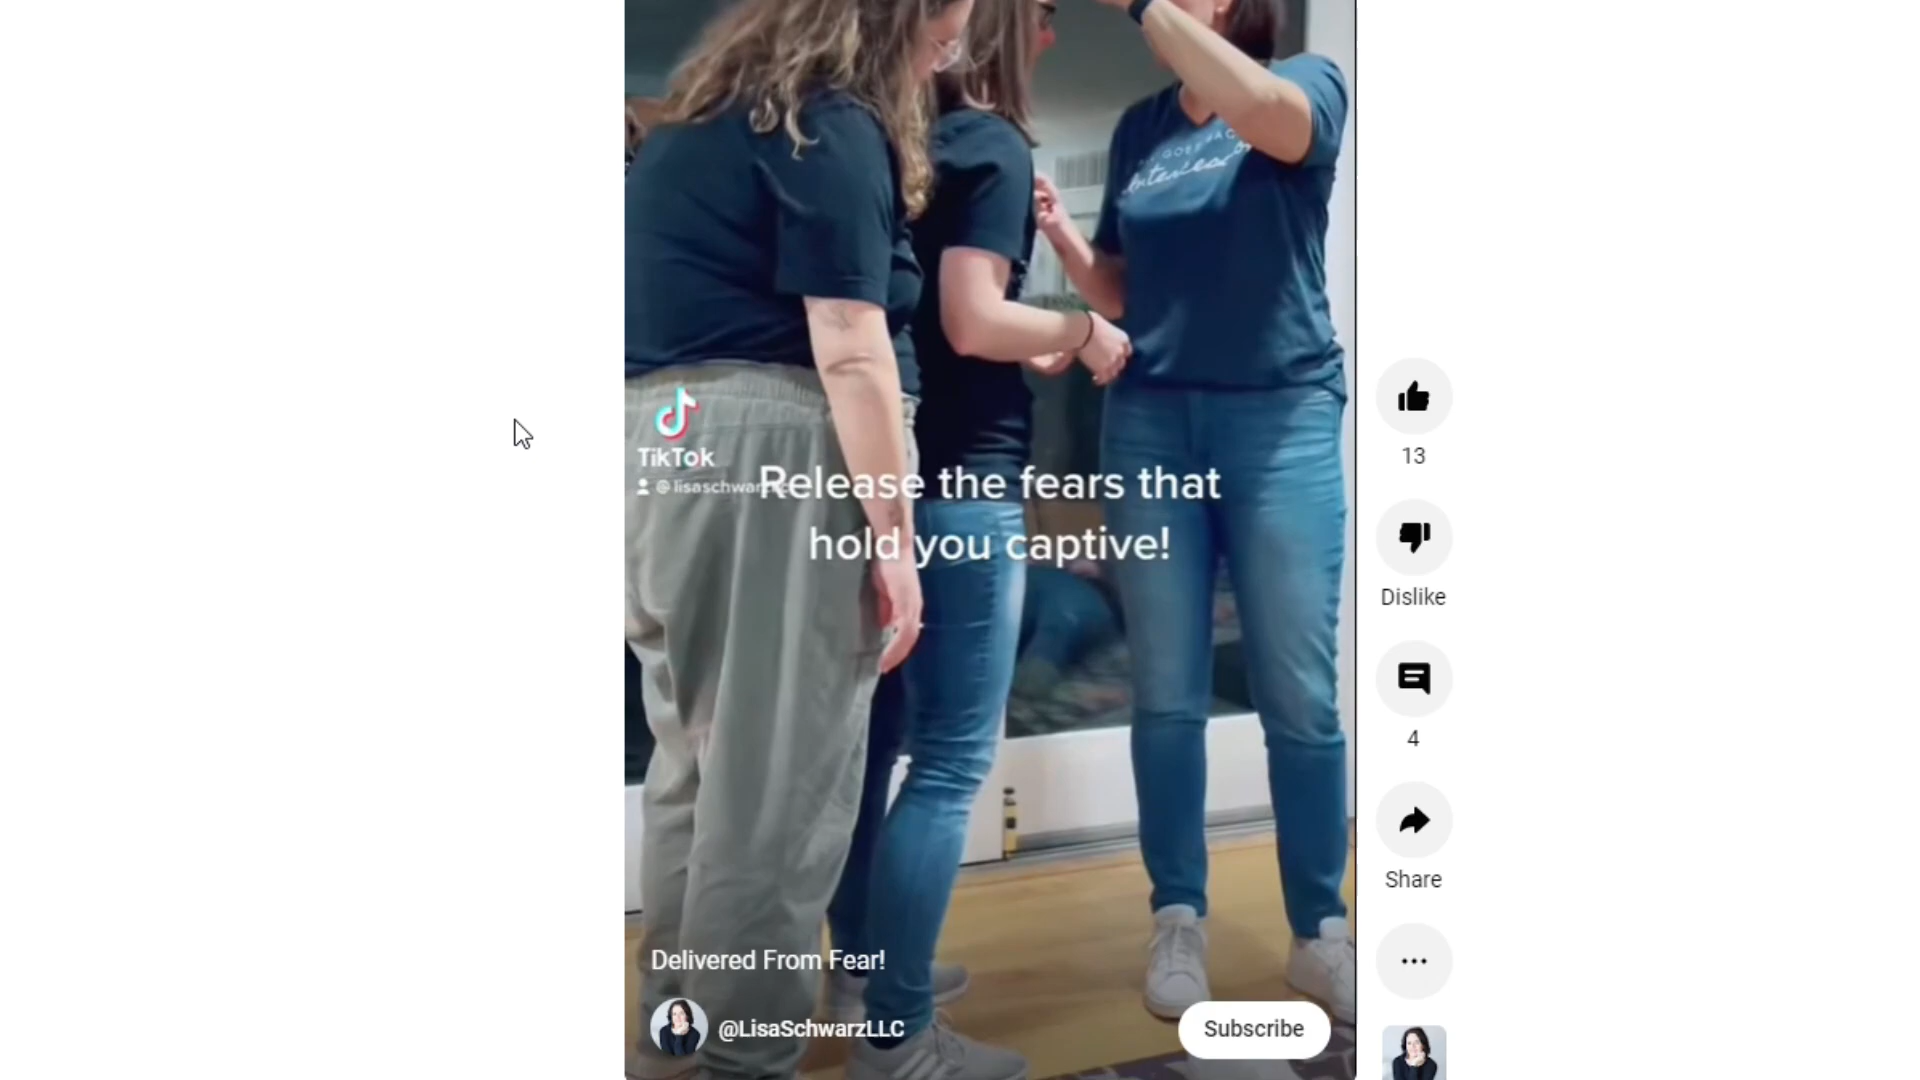 TikTok
Release the fears that
hold you captive!
Delivered From Fear!
@LisaSchwarzLLC
Subscribe
13
Dislike
4
Share